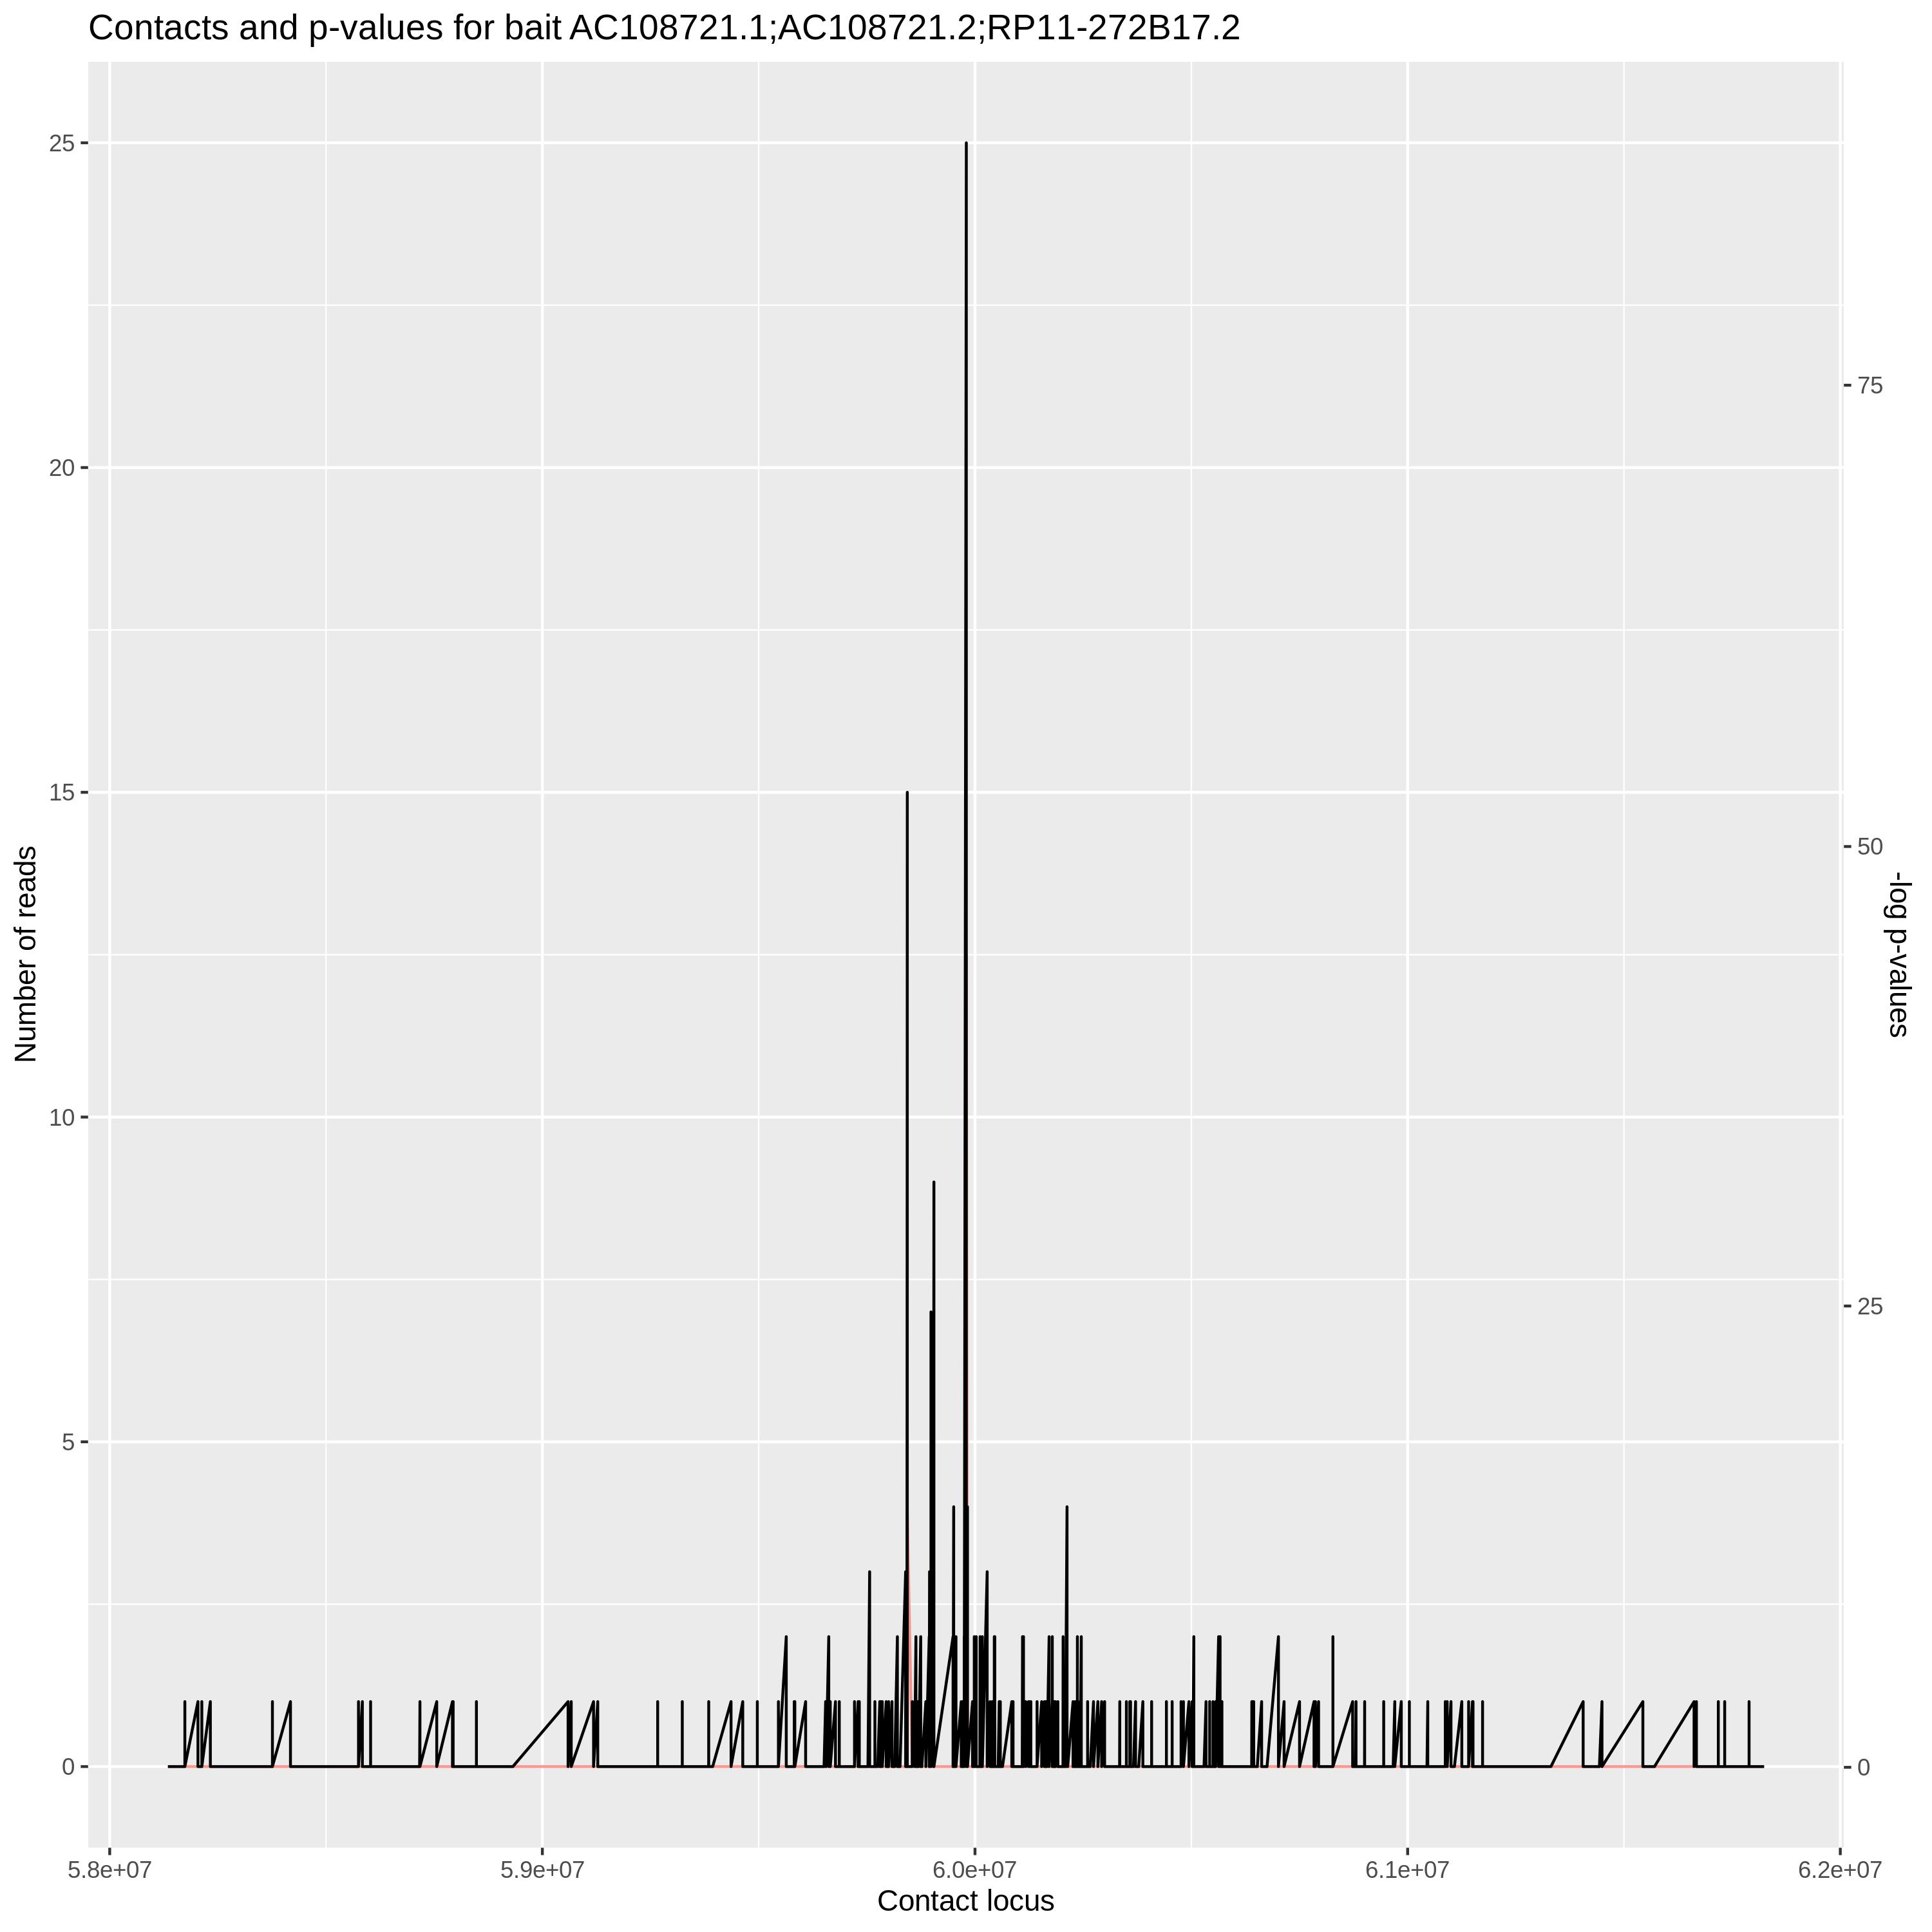 Contacts and p-values for bait AC108721.1;AC108721.2;RP11-272B17.2
25
20
15
10
5
0
Number of reads
75
50
25
0
-log p-values
5.8e+07
5.9e+07
6.0e+07
6.1e+07
6.2e+07
Contact locus